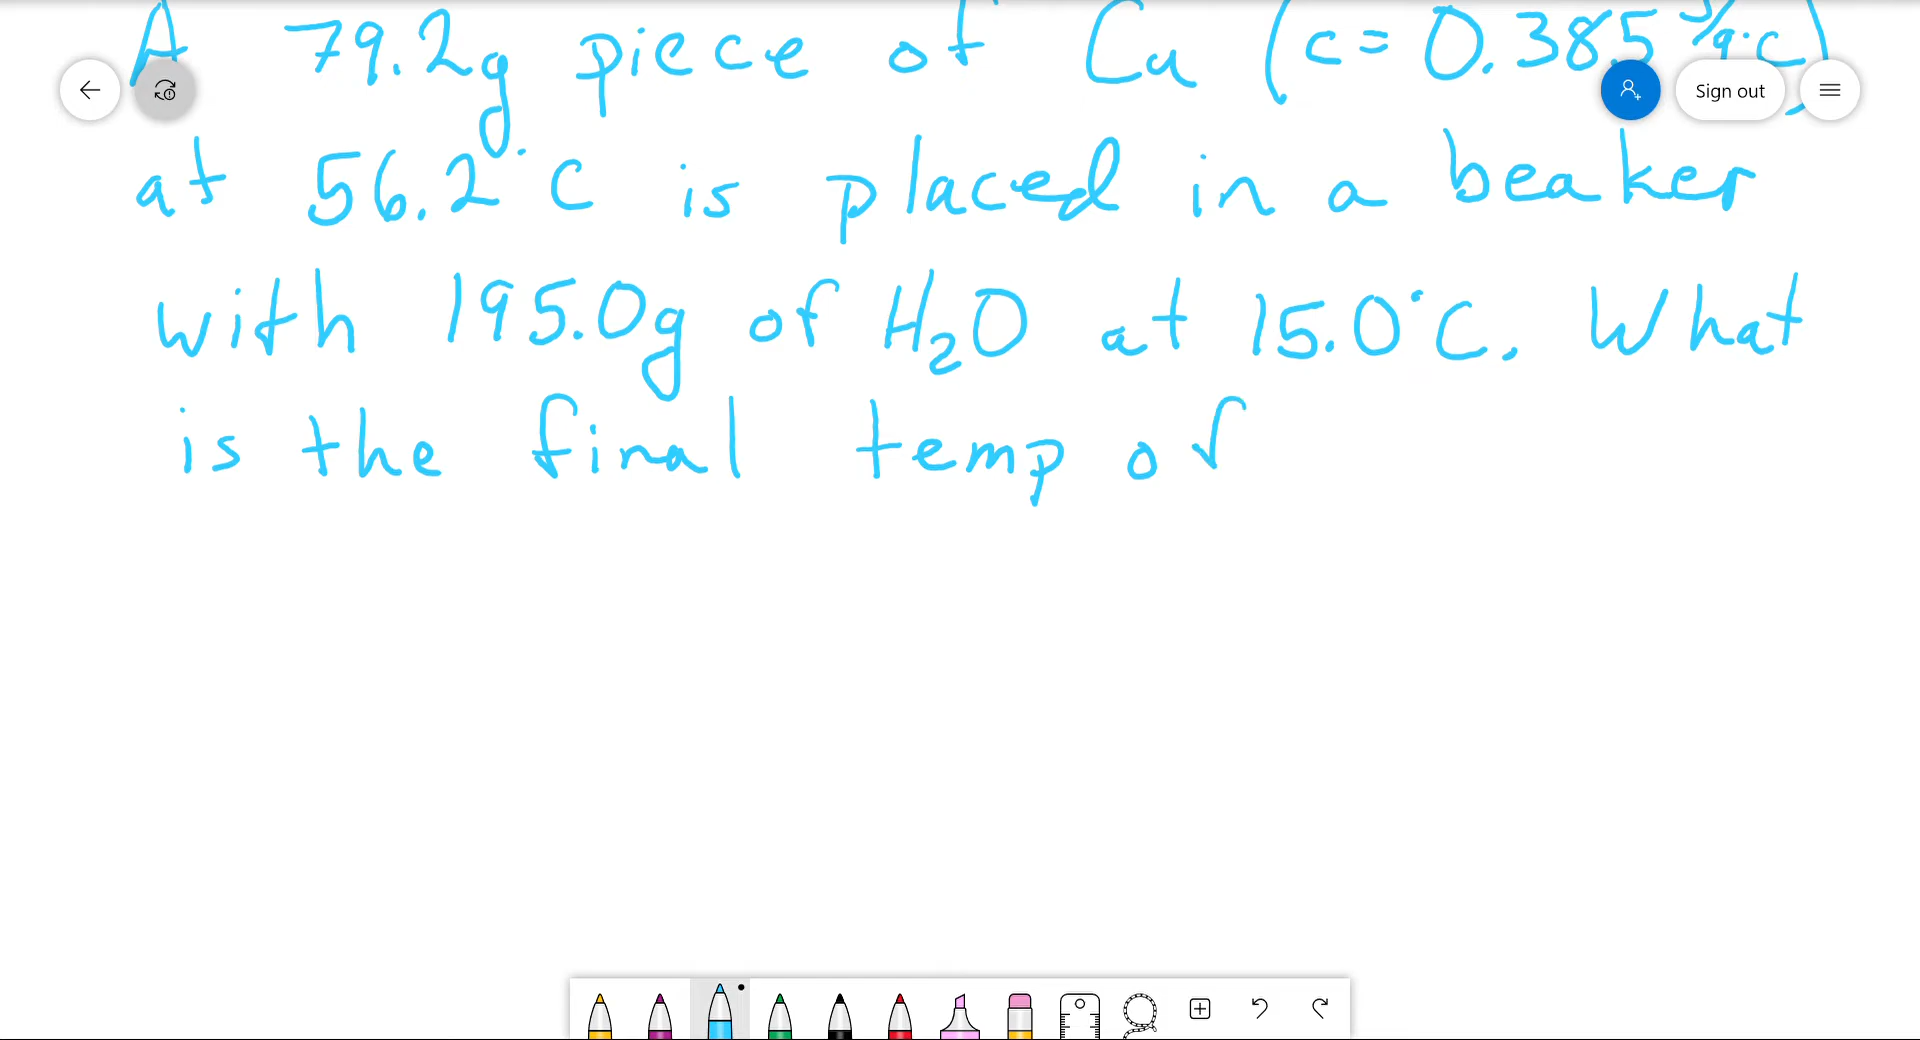 A 79.2g piece of Cu (c= 0.385 J/g·c)
Sign out
at 56.2°C is placed in a beaker
with 195.0g of H₂O at 15.0°C. What
is the final temp of